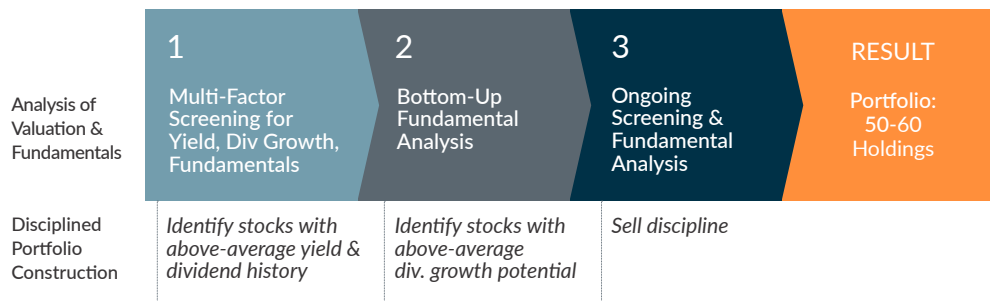 Analysis of
Valuation &
Fundamentals
1
Multi-Factor
Screening for
Yield, Div Growth,
Fundamentals
2
Bottom-Up
Fundamental
Analysis
3
Ongoing
Screening &
Fundamental
Analysis
RESULT
Portfolio:
50-60
Holdings
Disciplined
Portfolio
Construction
Identify stocks with
above-average yield &
dividend history
Identify stocks with
above-average
div. growth potential
Sell discipline